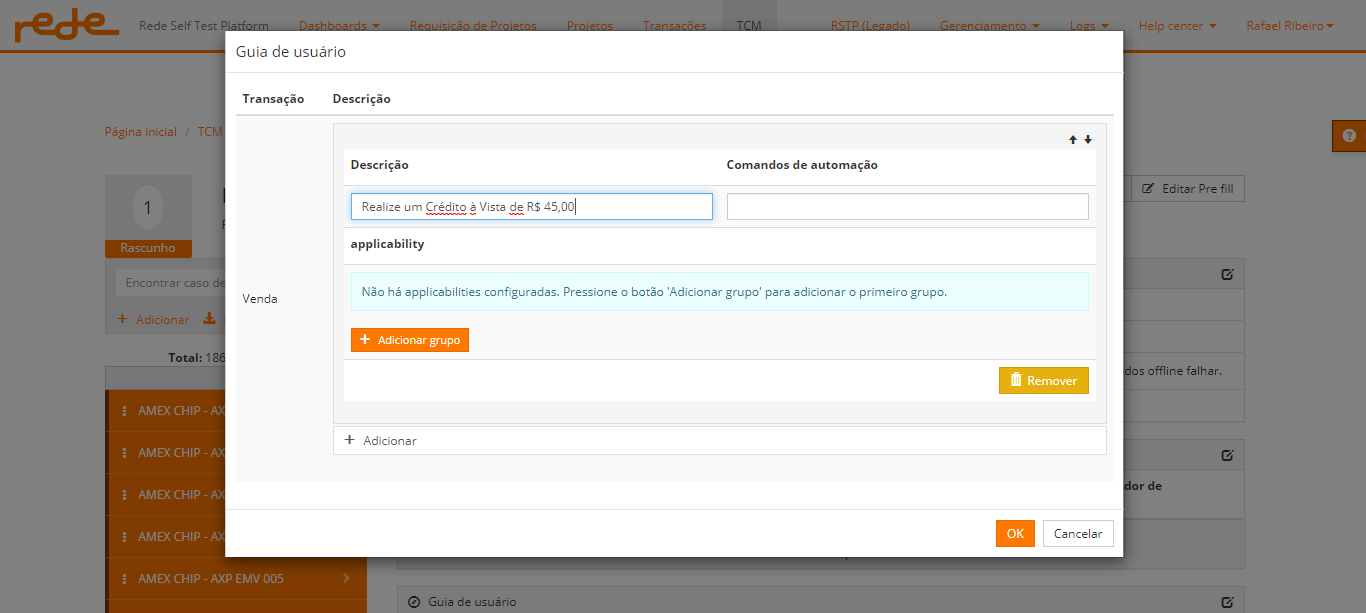 rede
Rede Self Test Platform Dashboards Requisição de Projetos Projetos Transações TCM RSTP (Legado) Gerenciamento Logs Help center Rafael Ribeiro
Guia de usuário
Transação Descrição
Página inicial / TCM
Descrição Comandos de automação
1
Editar Pre fill
Realize um Crédito à Vista de R$ 45,00
applicability
Rascunho
Encontrar caso de
Não há applicabilities configuradas. Pressione o botão 'Adicionar grupo' para adicionar o primeiro grupo.
Venda
Adicionar
Adicionar grupo
Total: 186
dos offline falhar.
Remover
AMEX CHIP - AX
Adicionar
AMEX CHIP - AX
AMEX CHIP - AX
dor de
AMEX CHIP - AX
OK Cancelar
AMEX CHIP - AXP EMV 005
Guia de usuário